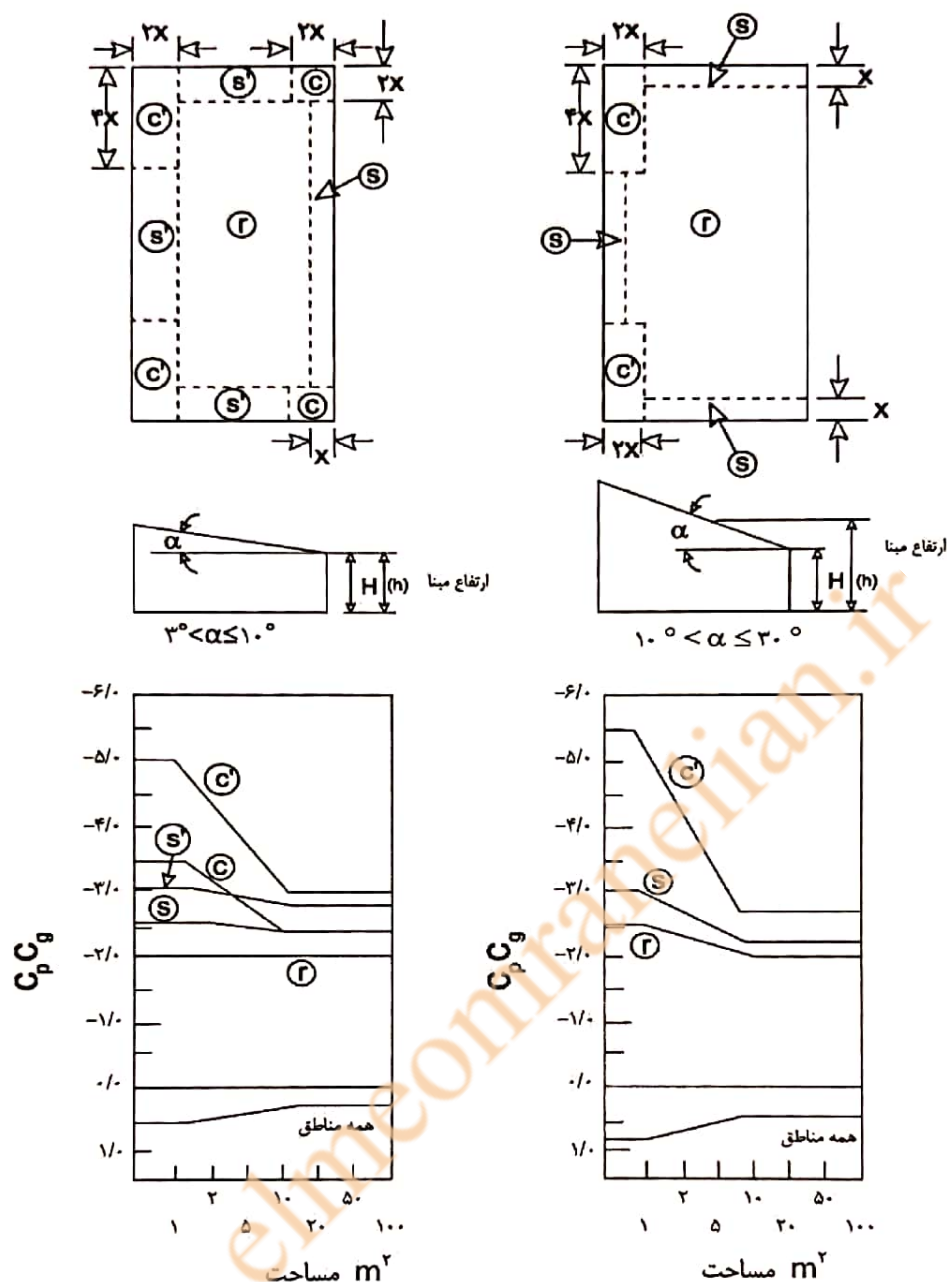 ۲X ۲X
s' c
۲X
۴X
c'
s
s' r
c'
s' c
X
۲X
s
X
۴X
c'
s r
c'
X
۲X
s
α
H (h) ارتفاع مبنا
۳°<α≤۱۰°
α
H (h) ارتفاع مبنا
۱۰° < α ≤ ۳۰°
CpCg
-۶/۰
-۵/۰
-۴/۰
-۳/۰
-۲/۰
-۱/۰
۰/۰
۱/۰
c'
s' c
s
r
همه مناطق
۲ ۱۰ ۵۰
۱ ۵ ۲۰ ۱۰۰
مساحت m۲
CpCg
-۶/۰
-۵/۰
-۴/۰
-۳/۰
-۲/۰
-۱/۰
۰/۰
۱/۰
c'
s
r
همه مناطق
۲ ۱۰ ۵۰
۱ ۵ ۲۰ ۱۰۰
مساحت m۲
elmeomraneiian.ir